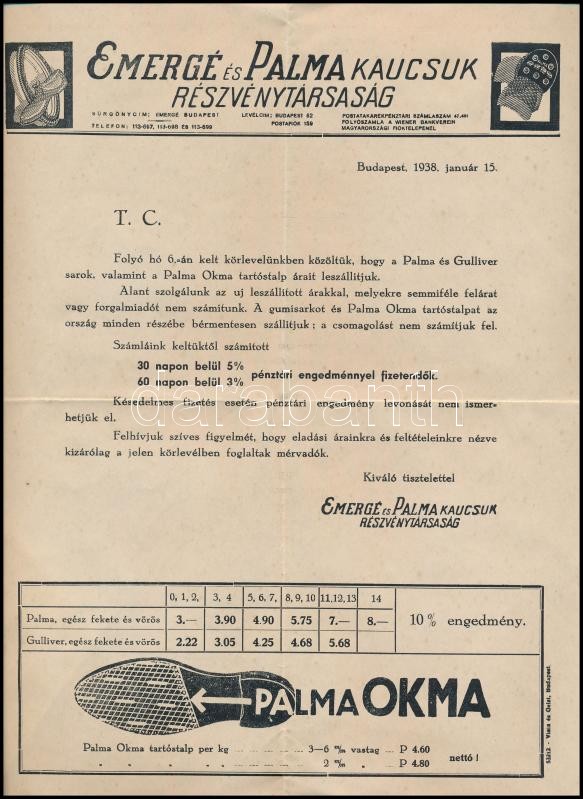 EMERGÉ ÉS PALMA KAUCSUK
RÉSZVÉNYTÁRSASÁG
SÜRGÖNYCIM: EMERGÉ BUDAPEST
TELEFON: 113-697, 113-698 ÉS 113-699
LEVÉLCIM: BUDAPEST 62
POSTAFIÓK 159
POSTATAKARÉKPÉNZTÁRI SZÁMLASZÁM
FOLYÓSZÁMLA A WIENER BANKVEREIN
MAGYARORSZÁGI FIÓKTELEPÉNÉL
Budapest, 1938. január 15.
T. C.
Folyó hó 6.-án kelt körlevelünkben közöltük, hogy a Palma és Gulliver
sarok, valamint a Palma Okma tartóstalp árait leszállitjuk.
Alant szolgálunk az uj leszállitott árakkal, melyekre semmiféle felárat
vagy forgalmiadót nem számitunk. A gumisarkot és Palma Okma tartóstalpat az
ország minden részébe bérmentesen szállitjuk; a csomagolást nem számítjuk fel.
Számláink keltüktől számított
30 napon belül 5%
60 napon belül 3%
pénztári engedménnyel fizetendők.
Késedelmes fizetés esetén pénztári engedmény levonását nem ismer-
hetjük el.
Felhívjuk szíves figyelmét, hogy eladási árainkra és feltételeinkre nézve
kizárólag a jelen körlevélben foglaltak mérvadók.
Kiváló tisztelettel
EMERGÉ ÉS PALMA KAUCSUK
RÉSZVÉNYTÁRSASÁG
darabanth
0, 1, 2, 3, 4 5, 6, 7, 8, 9, 10 11, 12, 13 14
Palma, egész fekete és vörös 3.— 3.90 4.90 5.75 7.— 8.— 10 % engedmény.
Gulliver, egész fekete és vörös 2.22 3.05 4.25 4.68 5.68
PALMA OKMA
Palma Okma tartóstalp per kg ... 3—6 m/m vastag — P 4.60
" " " " ... 2 m/m " — P 4.80
nettó !